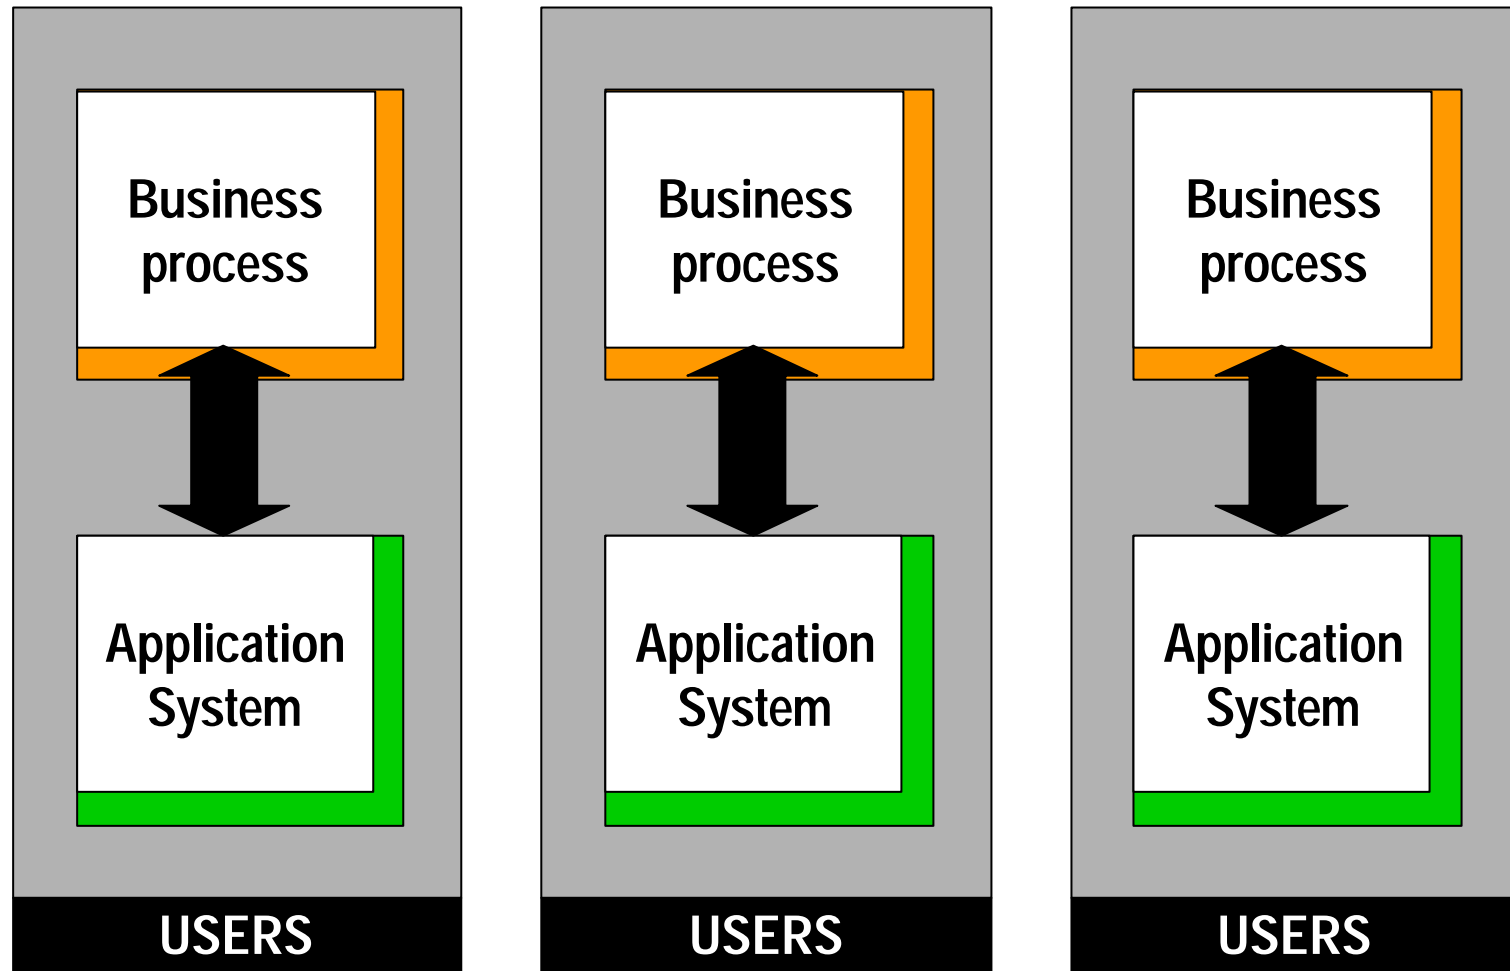 Business
process
Application
System
USERS
Business
process
Application
System
USERS
Business
process
Application
System
USERS